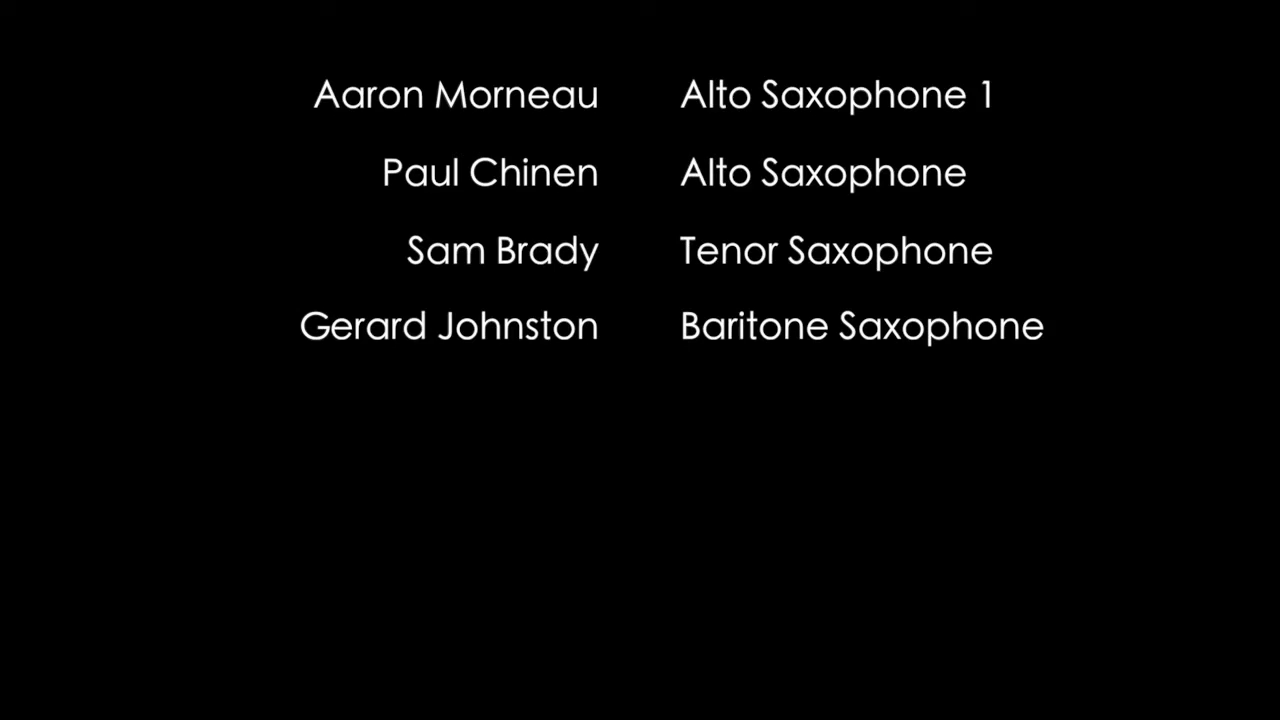 Aaron Morneau Alto Saxophone 1
Paul Chinen Alto Saxophone
Sam Brady Tenor Saxophone
Gerard Johnston Baritone Saxophone